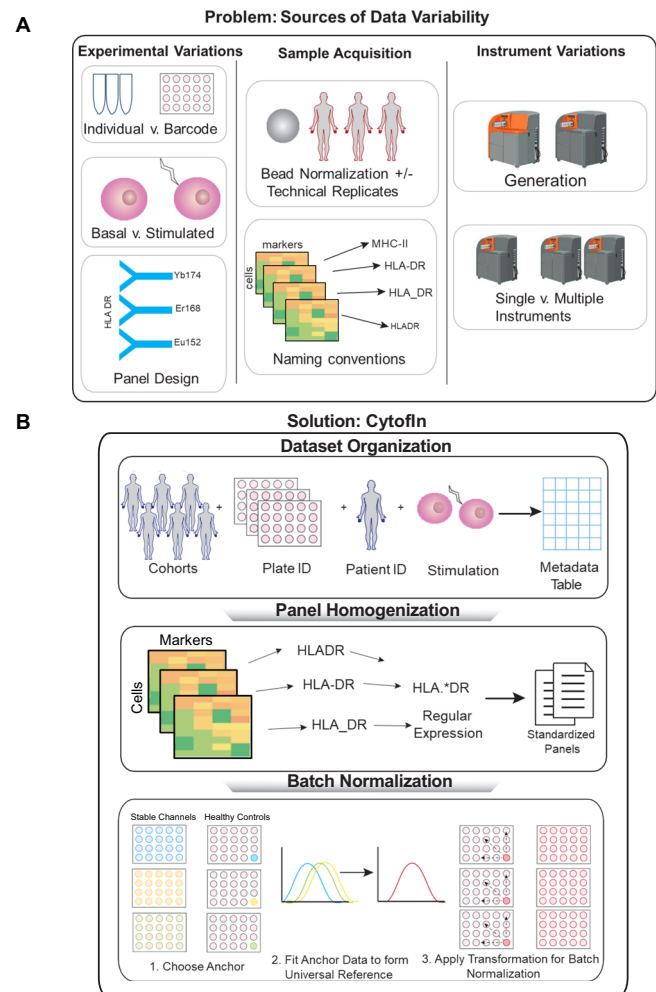 A
Problem: Sources of Data Variability
Experimental Variations
Individual v. Barcode
Basal v. Stimulated
HLA DR
Yb174
Er168
Eu152
Panel Design
Sample Acquisition
Bead Normalization +/-
Technical Replicates
markers
cells
MHC-II
HLA-DR
HLA_DR
HLADR
Naming conventions
Instrument Variations
Generation
Single v. Multiple
Instruments
B
Solution: CytofIn
Dataset Organization
+ + +
Cohorts
Plate ID
Patient ID
Stimulation
Metadata
Table
Panel Homogenization
Markers
Cells
HLADR
HLA-DR
HLA_DR
HLA.*DR
Regular
Expression
Standardized
Panels
Batch Normalization
Stable Channels
Healthy Controls
1. Choose Anchor
2. Fit Anchor Data to form
Universal Reference
3. Apply Transformation for Batch
Normalization